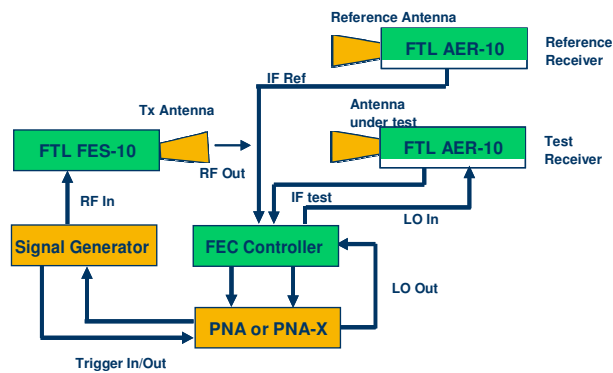 Reference Antenna
FTL AER-10
Reference
Receiver
IF Ref
Antenna
under test
Tx Antenna
FTL AER-10
Test
Receiver
FTL FES-10
RF Out
RF In
IF test
LO In
Signal Generator
FEC Controller
LO Out
PNA or PNA-X
Trigger In/Out